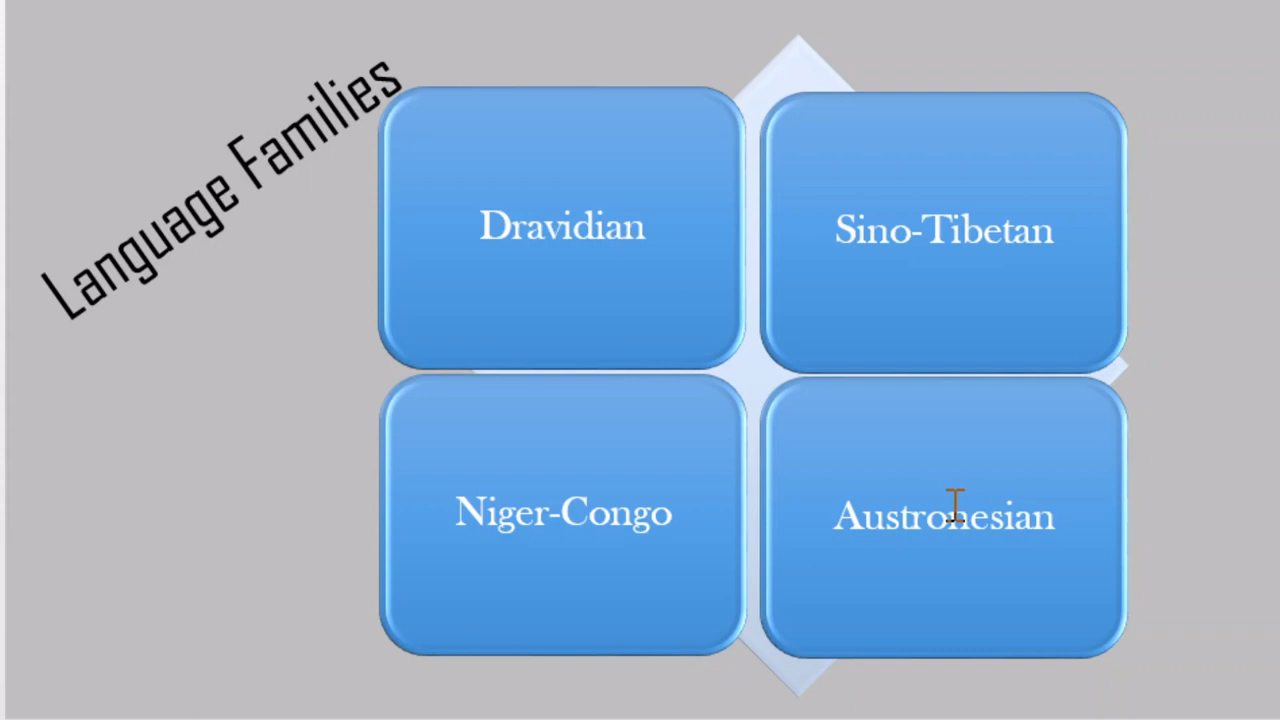 Language Families
Dravidian
Sino-Tibetan
Niger-Congo
Austronesian